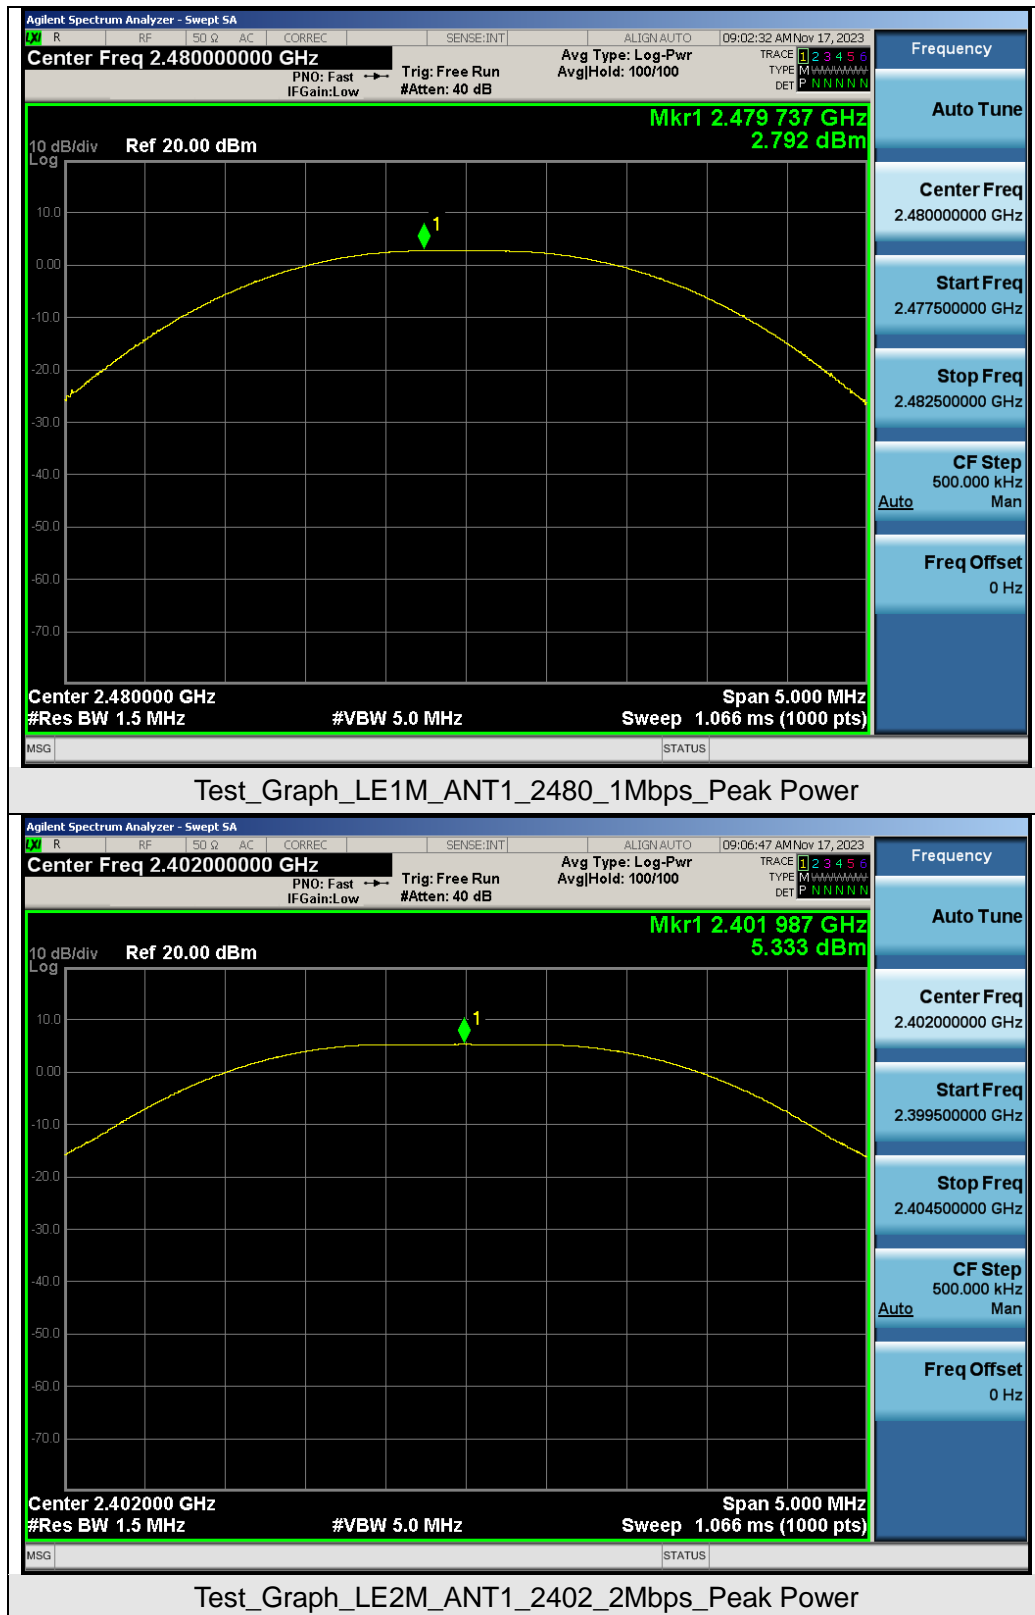 Agilent Spectrum Analyzer - Swept SA
LXI R RF 50 Ω AC CORREC SENSE:INT ALIGN AUTO 09:02:32 AM Nov 17, 2023
Center Freq 2.480000000 GHz
PNO: Fast
IFGain:Low
Trig: Free Run
#Atten: 40 dB
Avg Type: Log-Pwr
Avg|Hold: 100/100
TRACE 1 2 3 4 5 6
TYPE M WWWWW
DET P N N N N N
Frequency
Mkr1 2.479 737 GHz
2.792 dBm
10 dB/div Ref 20.00 dBm
Log
10.0
1
0.00
-10.0
-20.0
-30.0
-40.0
-50.0
-60.0
-70.0
Center 2.480000 GHz Span 5.000 MHz
#Res BW 1.5 MHz #VBW 5.0 MHz Sweep 1.066 ms (1000 pts)
MSG STATUS
Auto Tune
Center Freq
2.480000000 GHz
Start Freq
2.477500000 GHz
Stop Freq
2.482500000 GHz
CF Step
500.000 kHz
Auto Man
Freq Offset
0 Hz
Test_Graph_LE1M_ANT1_2480_1Mbps_Peak Power
Agilent Spectrum Analyzer - Swept SA
LXI R RF 50 Ω AC CORREC SENSE:INT ALIGN AUTO 09:06:47 AM Nov 17, 2023
Center Freq 2.402000000 GHz
PNO: Fast
IFGain:Low
Trig: Free Run
#Atten: 40 dB
Avg Type: Log-Pwr
Avg|Hold: 100/100
TRACE 1 2 3 4 5 6
TYPE M WWWWW
DET P N N N N N
Frequency
Mkr1 2.401 987 GHz
5.333 dBm
10 dB/div Ref 20.00 dBm
Log
10.0
1
0.00
-10.0
-20.0
-30.0
-40.0
-50.0
-60.0
-70.0
Center 2.402000 GHz Span 5.000 MHz
#Res BW 1.5 MHz #VBW 5.0 MHz Sweep 1.066 ms (1000 pts)
MSG STATUS
Auto Tune
Center Freq
2.402000000 GHz
Start Freq
2.399500000 GHz
Stop Freq
2.404500000 GHz
CF Step
500.000 kHz
Auto Man
Freq Offset
0 Hz
Test_Graph_LE2M_ANT1_2402_2Mbps_Peak Power